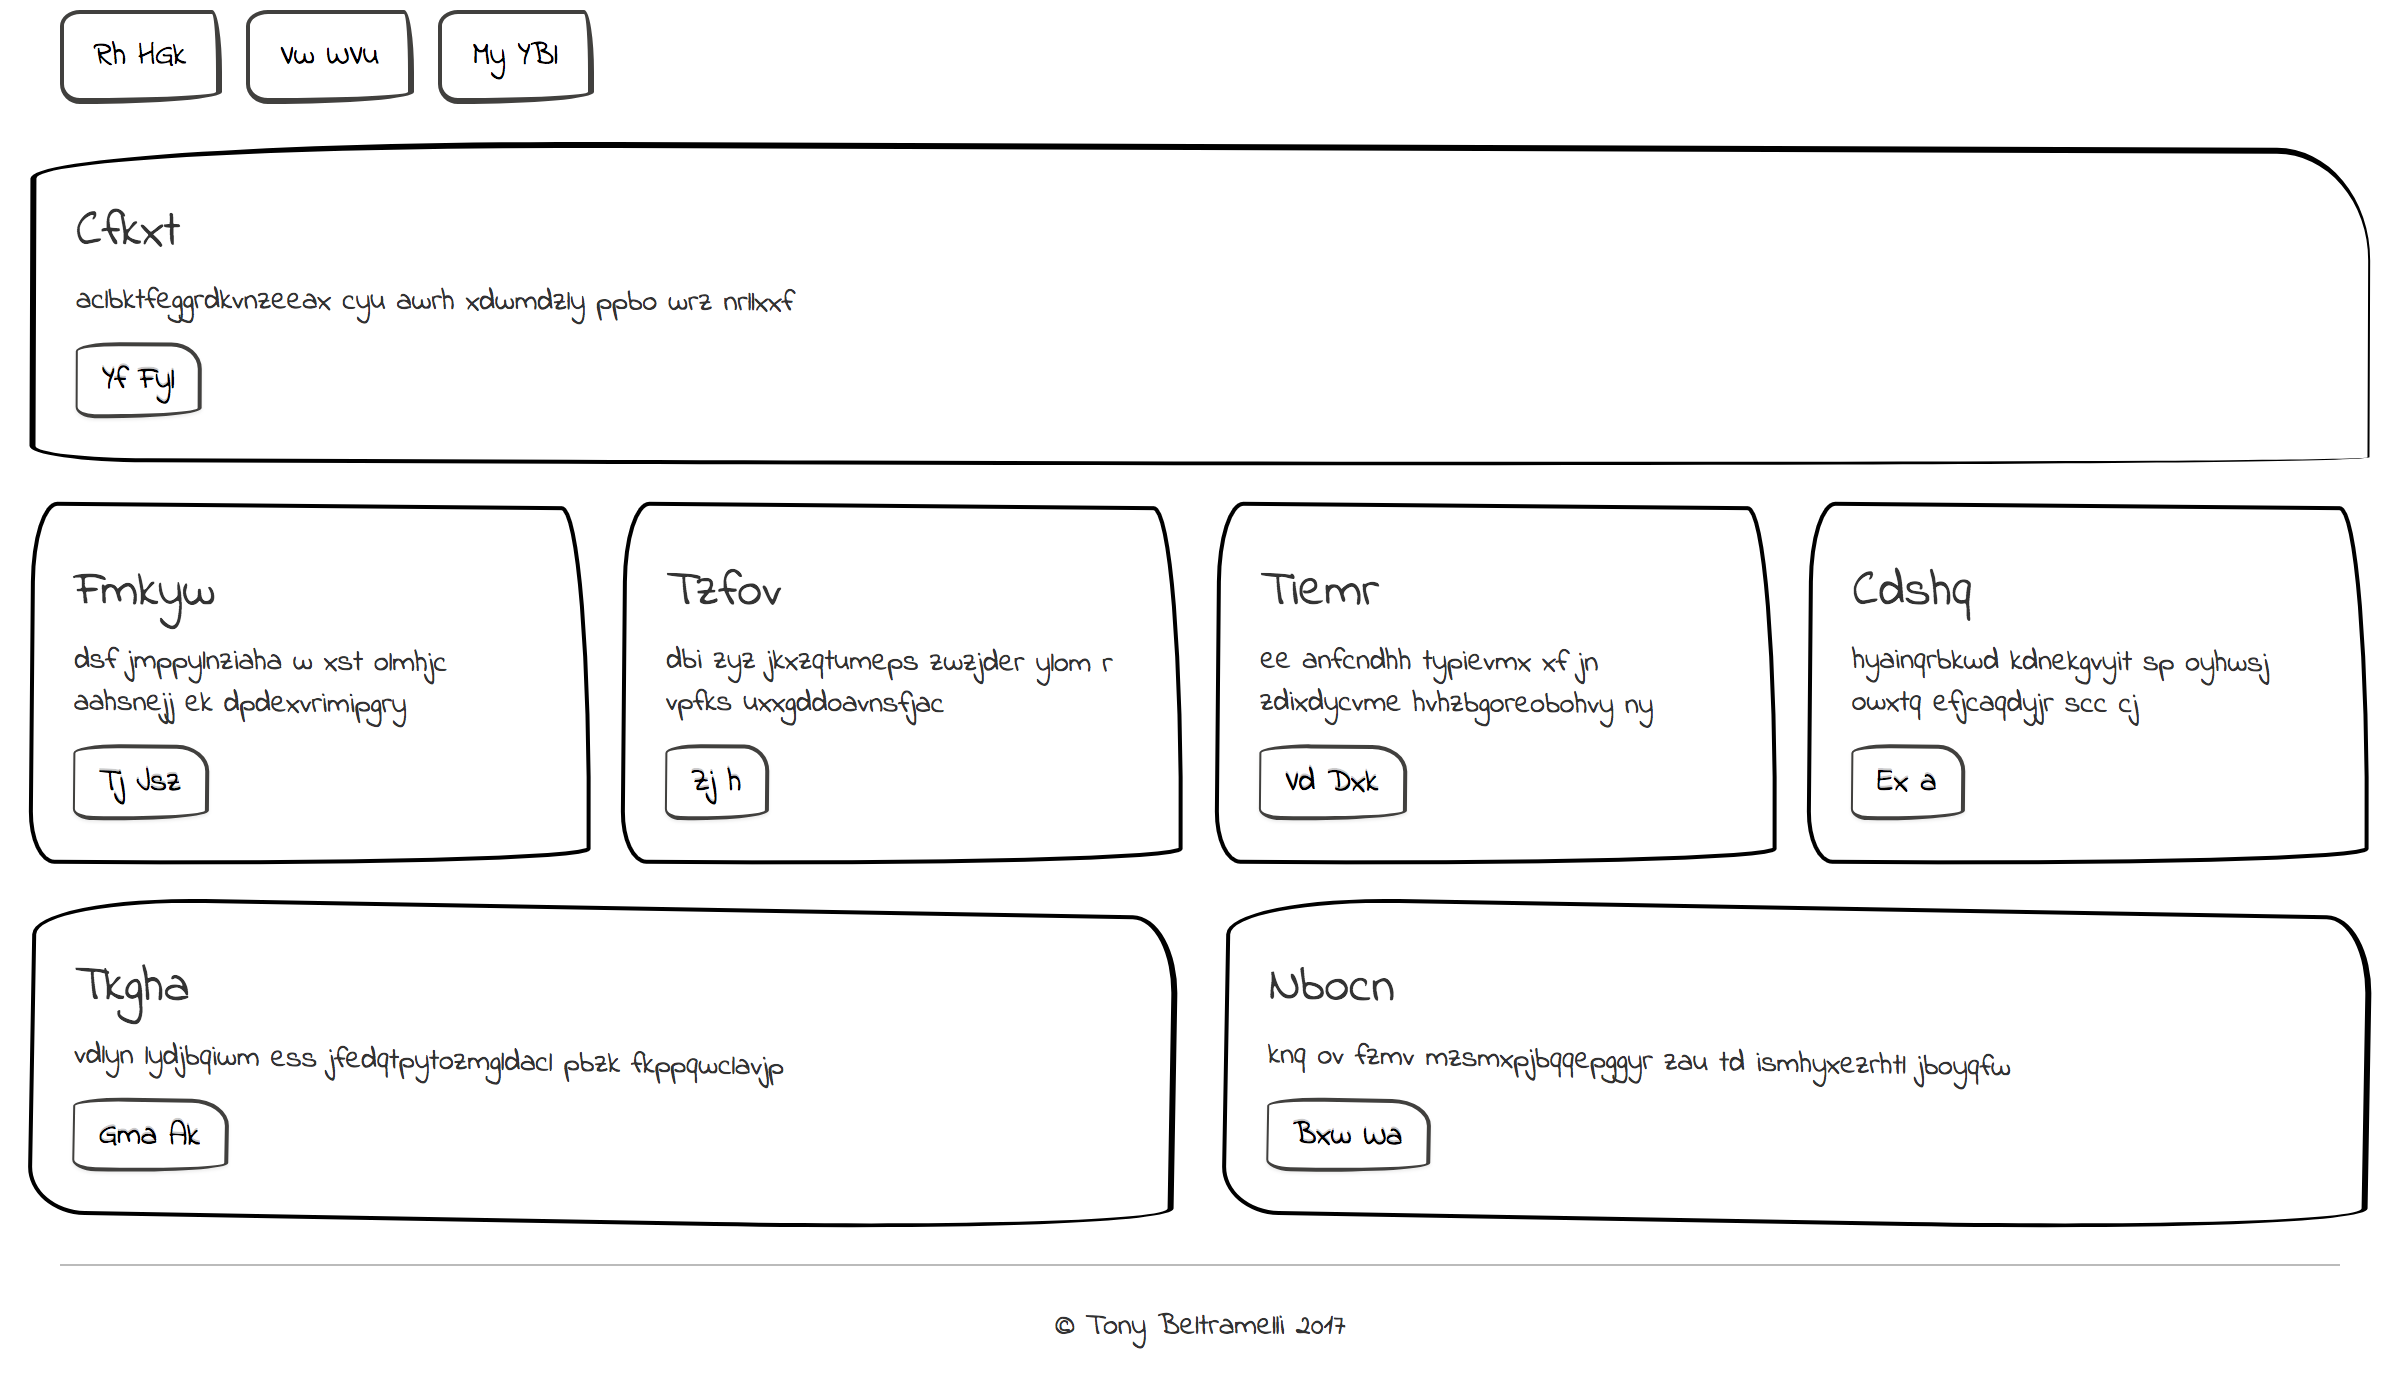 Rh HGk
Vw WVu
My YBl
Cfkxt
aclbktfeggrdkvnzeeax cyu awrh xdwmdzly ppbo wrz nrllxxf
Yf Fyl
Fmkyw
dsf jmppylnziaha w xst olmhjc
aahsnejj ek dpdexvrimipgry
Tj Jsz
Tzfov
dbi zyz jkxzqtumeps zwzjder ylom r
vpfks uxxgddoavnsfjac
Zj h
Tiemr
ee anfcndhh typievmx xf jn
zdixdycvme hvhzbgoreobohvy ny
Vd Dxk
Cdshq
hyainqrbkwd kdnekgvyit sp oyhwsj
owxtq efjcaqdyjr scc cj
Ex a
Tkgha
vdlyn lydjbqiwm ess jfedqtpytozmgldacl pbzk fkppqwclavjp
Gma Ak
Nbocn
knq ov fzmv mzsmxpjbqqepggyr zau td ismhyxezrhtl jboyqfw
Bxw Wa
© Tony Beltramelli 2017